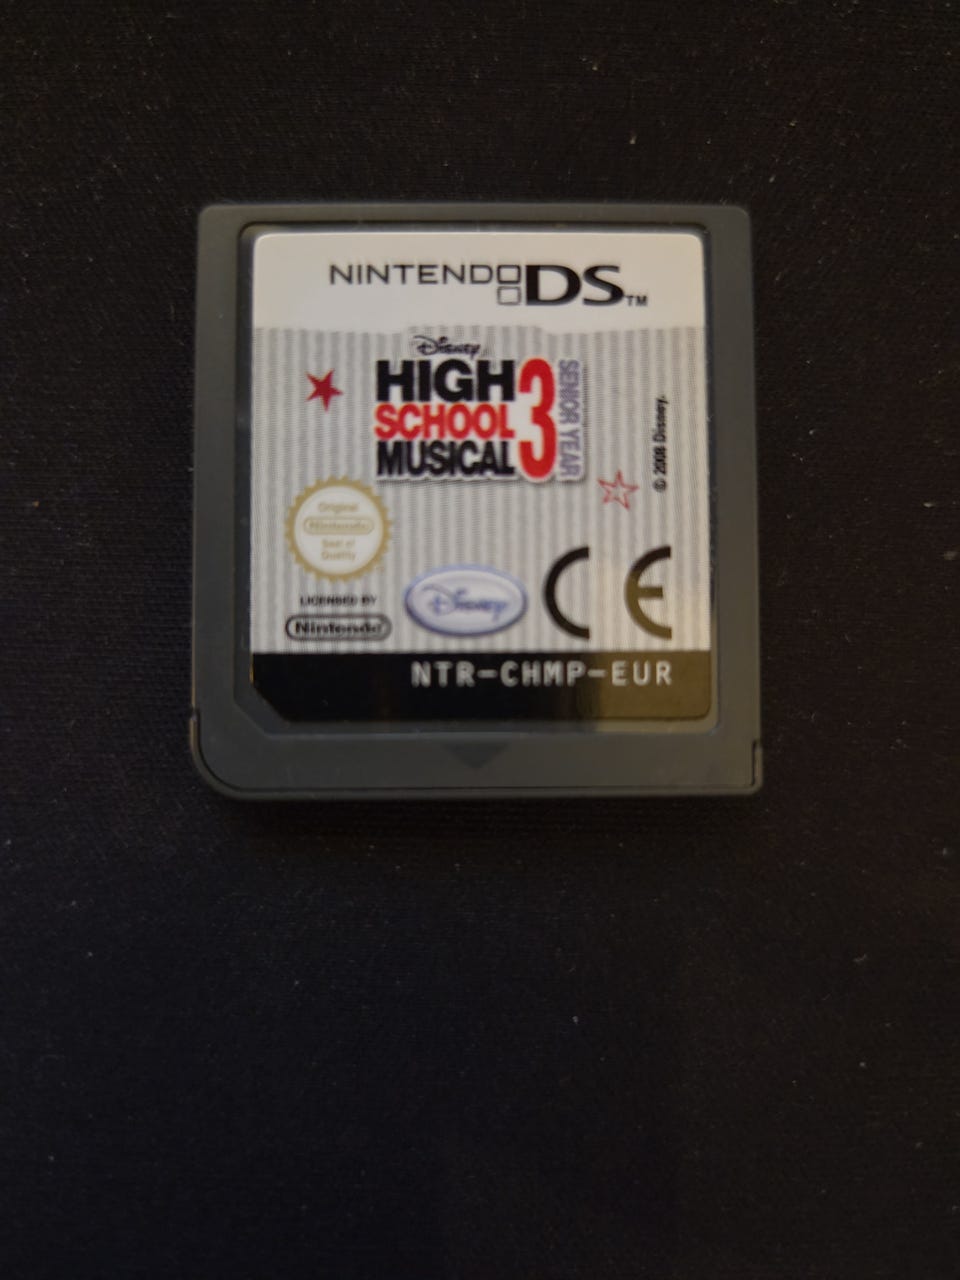 NINTENDO DS™
Disney
HIGH
SCHOOL
MUSICAL
3
SENIOR YEAR
© 2008 Disney.
Original
Nintendo
Seal of
Quality
LICENSED BY
Nintendo
Disney
CE
NTR-CHMP-EUR